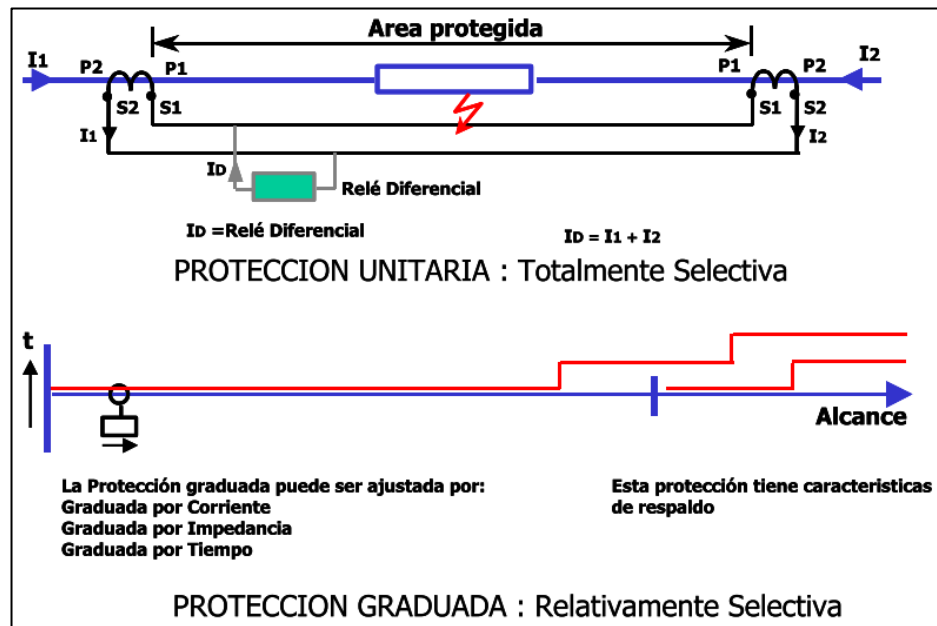 Area protegida
I1
P2
P1
P1
P2
I2
S2
S1
S1
S2
I1
I2
ID
Relé Diferencial
ID =Relé Diferencial
ID = I1 + I2
PROTECCION UNITARIA : Totalmente Selectiva
t
Alcance
La Protección graduada puede ser ajustada por:
Graduada por Corriente
Graduada por Impedancia
Graduada por Tiempo
Esta protección tiene caracteristicas
de respaldo
PROTECCION GRADUADA : Relativamente Selectiva